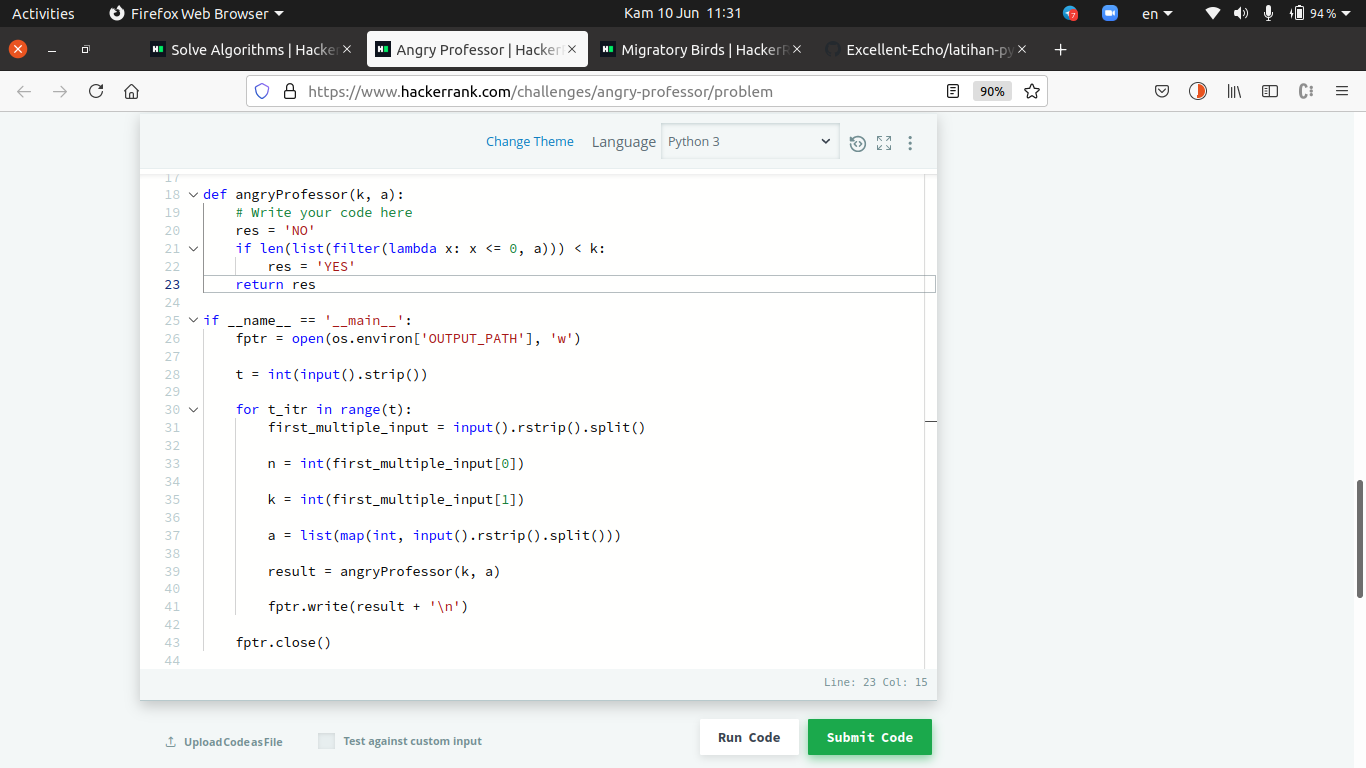 Activities Firefox Web Browser Kam 10 Jun 11:31 7 en 94 %
Solve Algorithms | Hacker Angry Professor | HackerR Migratory Birds | HackerR Excellent-Echo/latihan-py
https://www.hackerrank.com/challenges/angry-professor/problem 90%
Change Theme Language Python 3
17
18 def angryProfessor(k, a):
19 # Write your code here
20 res = 'NO'
21 if len(list(filter(lambda x: x <= 0, a))) < k:
22 res = 'YES'
23 return res
24
25 if __name__ == '__main__':
26 fptr = open(os.environ['OUTPUT_PATH'], 'w')
27
28 t = int(input().strip())
29
30 for t_itr in range(t):
31 first_multiple_input = input().rstrip().split()
32
33 n = int(first_multiple_input[0])
34
35 k = int(first_multiple_input[1])
36
37 a = list(map(int, input().rstrip().split()))
38
39 result = angryProfessor(k, a)
40
41 fptr.write(result + '\n')
42
43 fptr.close()
44
Line: 23 Col: 15
Upload Code as File Test against custom input Run Code Submit Code